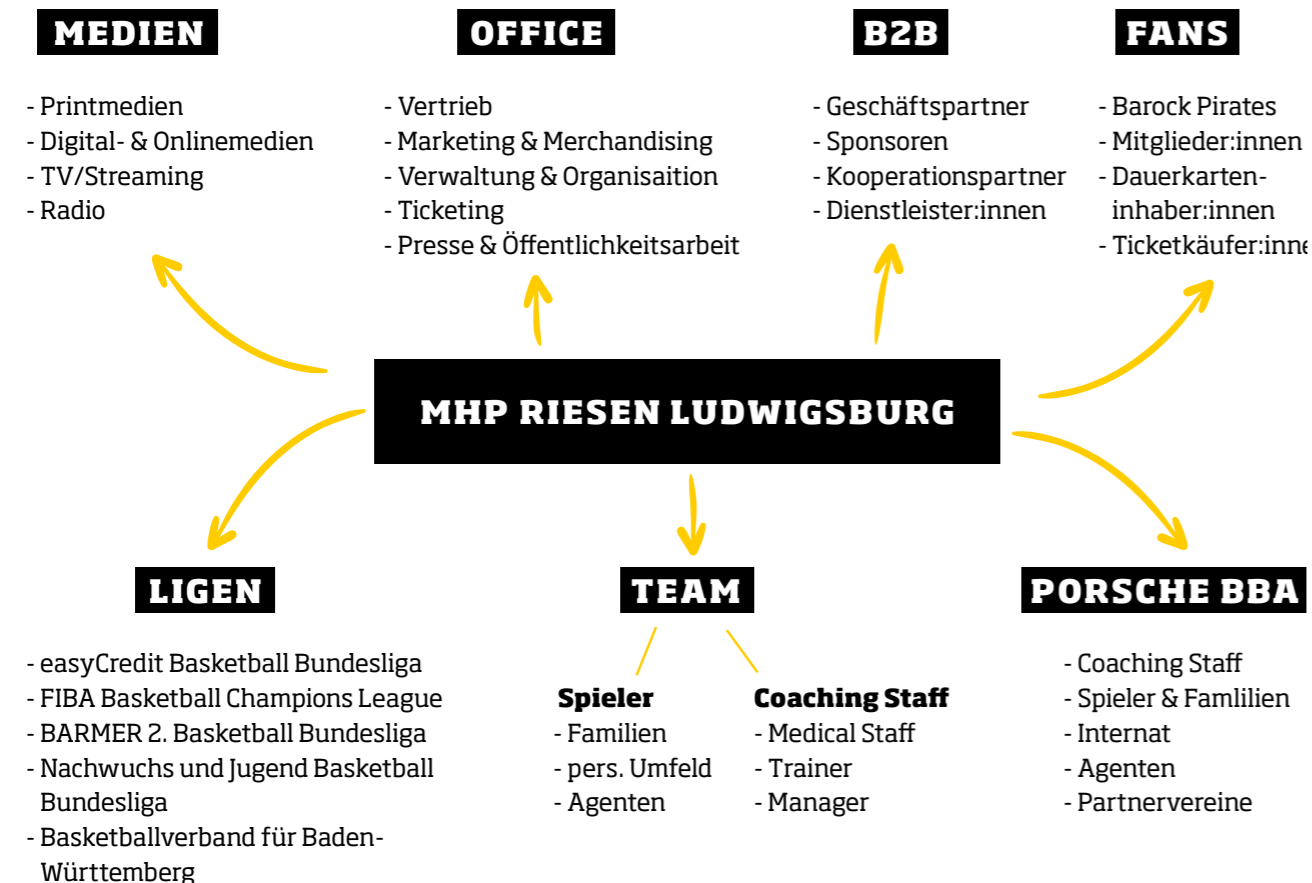 MEDIEN
- Printmedien
- Digital- & Onlinemedien
- TV/Streaming
- Radio
OFFICE
- Vertrieb
- Marketing & Merchandising
- Verwaltung & Organisaition
- Ticketing
- Presse & Öffentlichkeitsarbeit
B2B
- Geschäftspartner
- Sponsoren
- Kooperationspartner
- Dienstleister:innen
FANS
- Barock Pirates
- Mitglieder:innen
- Dauerkarten-
inhaber:innen
- Ticketkäufer:inne
MHP RIESEN LUDWIGSBURG
LIGEN
- easyCredit Basketball Bundesliga
- FIBA Basketball Champions League
- BARMER 2. Basketball Bundesliga
- Nachwuchs und Jugend Basketball
Bundesliga
- Basketballverband für Baden-
Württemberg
TEAM
Spieler
- Familien
- pers. Umfeld
- Agenten
Coaching Staff
- Medical Staff
- Trainer
- Manager
PORSCHE BBA
- Coaching Staff
- Spieler & Famlilien
- Internat
- Agenten
- Partnervereine